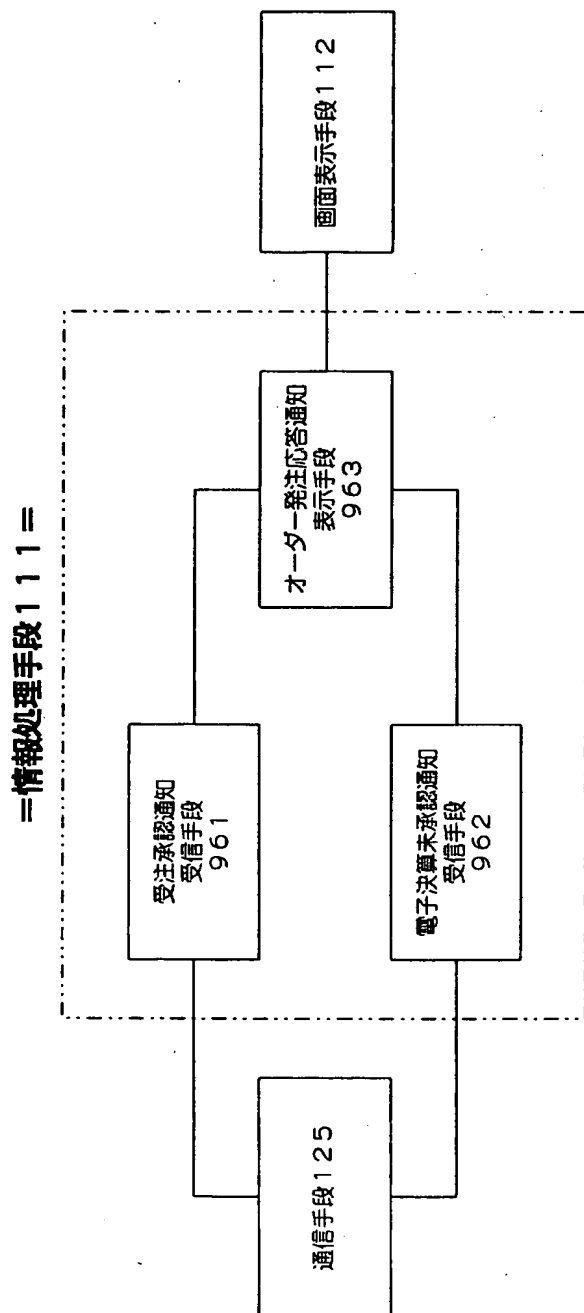 =情報処理手段111=
通信手段125
受注承認通知
受信手段
961
電子決算未承認通知
受信手段
962
オーダー発注応答通知
表示手段
963
画面表示手段112